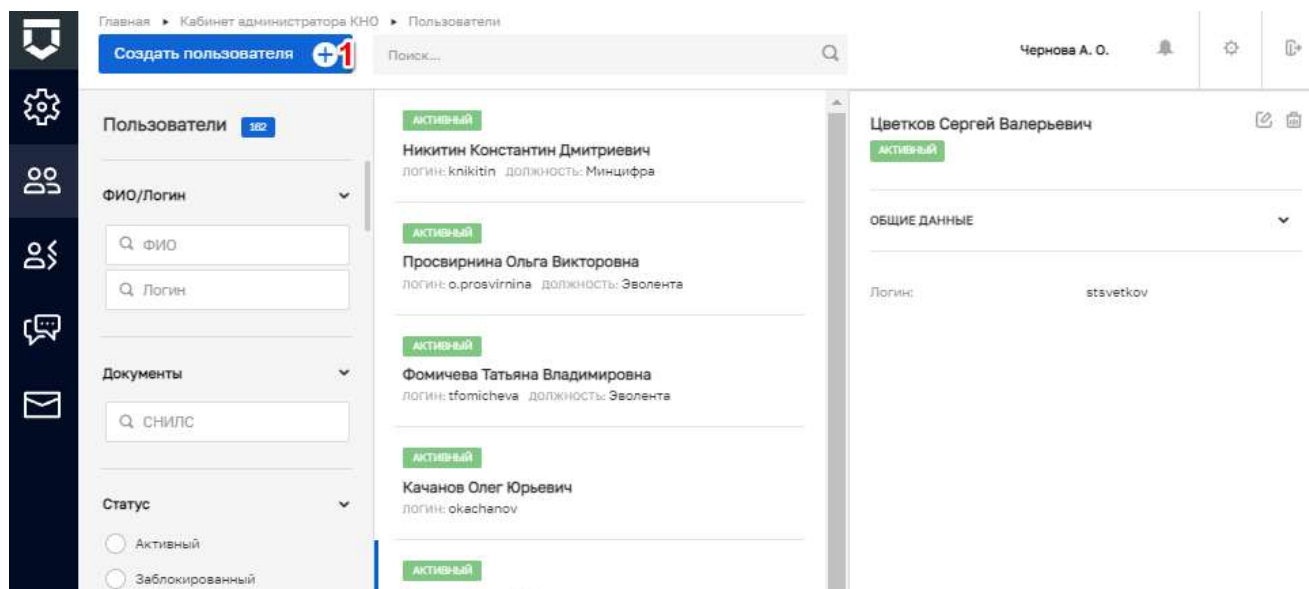 Главная ▸ Кабинет администратора КНО ▸ Пользователи
Создать пользователя 1
Поиск...
Чернова А. О.
Пользователи 162
ФИО/Логин
ФИО
Логин
Документы
СНИЛС
Статус
Активный
Заблокированный
АКТИВНЫЙ
Никитин Константин Дмитриевич
логин: knikitin должность: Минцифра
АКТИВНЫЙ
Просвирнина Ольга Викторовна
логин: o.prosvirnina должность: Эволента
АКТИВНЫЙ
Фомичева Татьяна Владимировна
логин: tfomicheva должность: Эволента
АКТИВНЫЙ
Качанов Олег Юрьевич
логин: okachanov
АКТИВНЫЙ
Цветков Сергей Валерьевич
АКТИВНЫЙ
ОБЩИЕ ДАННЫЕ
Логин: stsvetkov